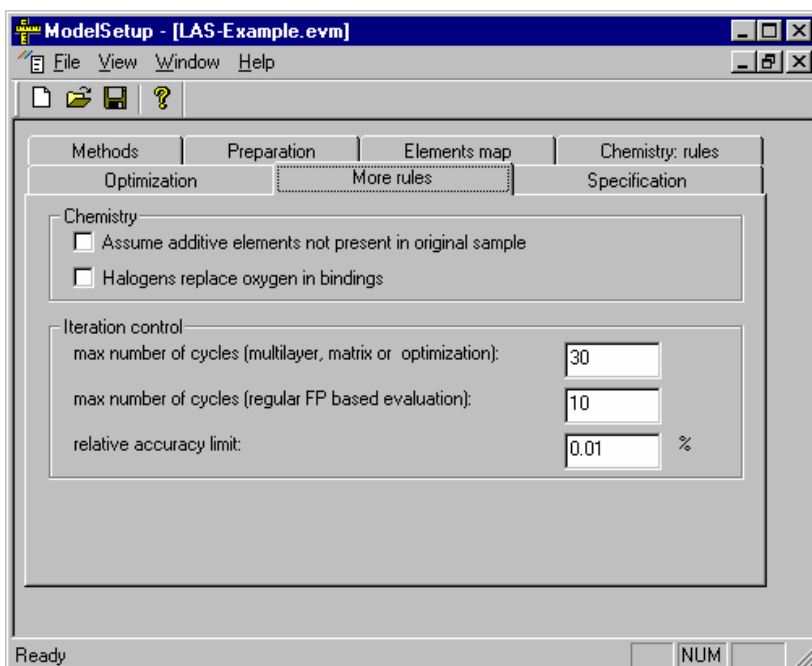 ModelSetup - [LAS-Example.evm]
File View Window Help
Methods Preparation Elements map Chemistry: rules
Optimization More rules Specification
Chemistry
Assume additive elements not present in original sample
Halogens replace oxygen in bindings
Iteration control
max number of cycles (multilayer, matrix or optimization): 30
max number of cycles (regular FP based evaluation): 10
relative accuracy limit: 0.01 %
Ready NUM